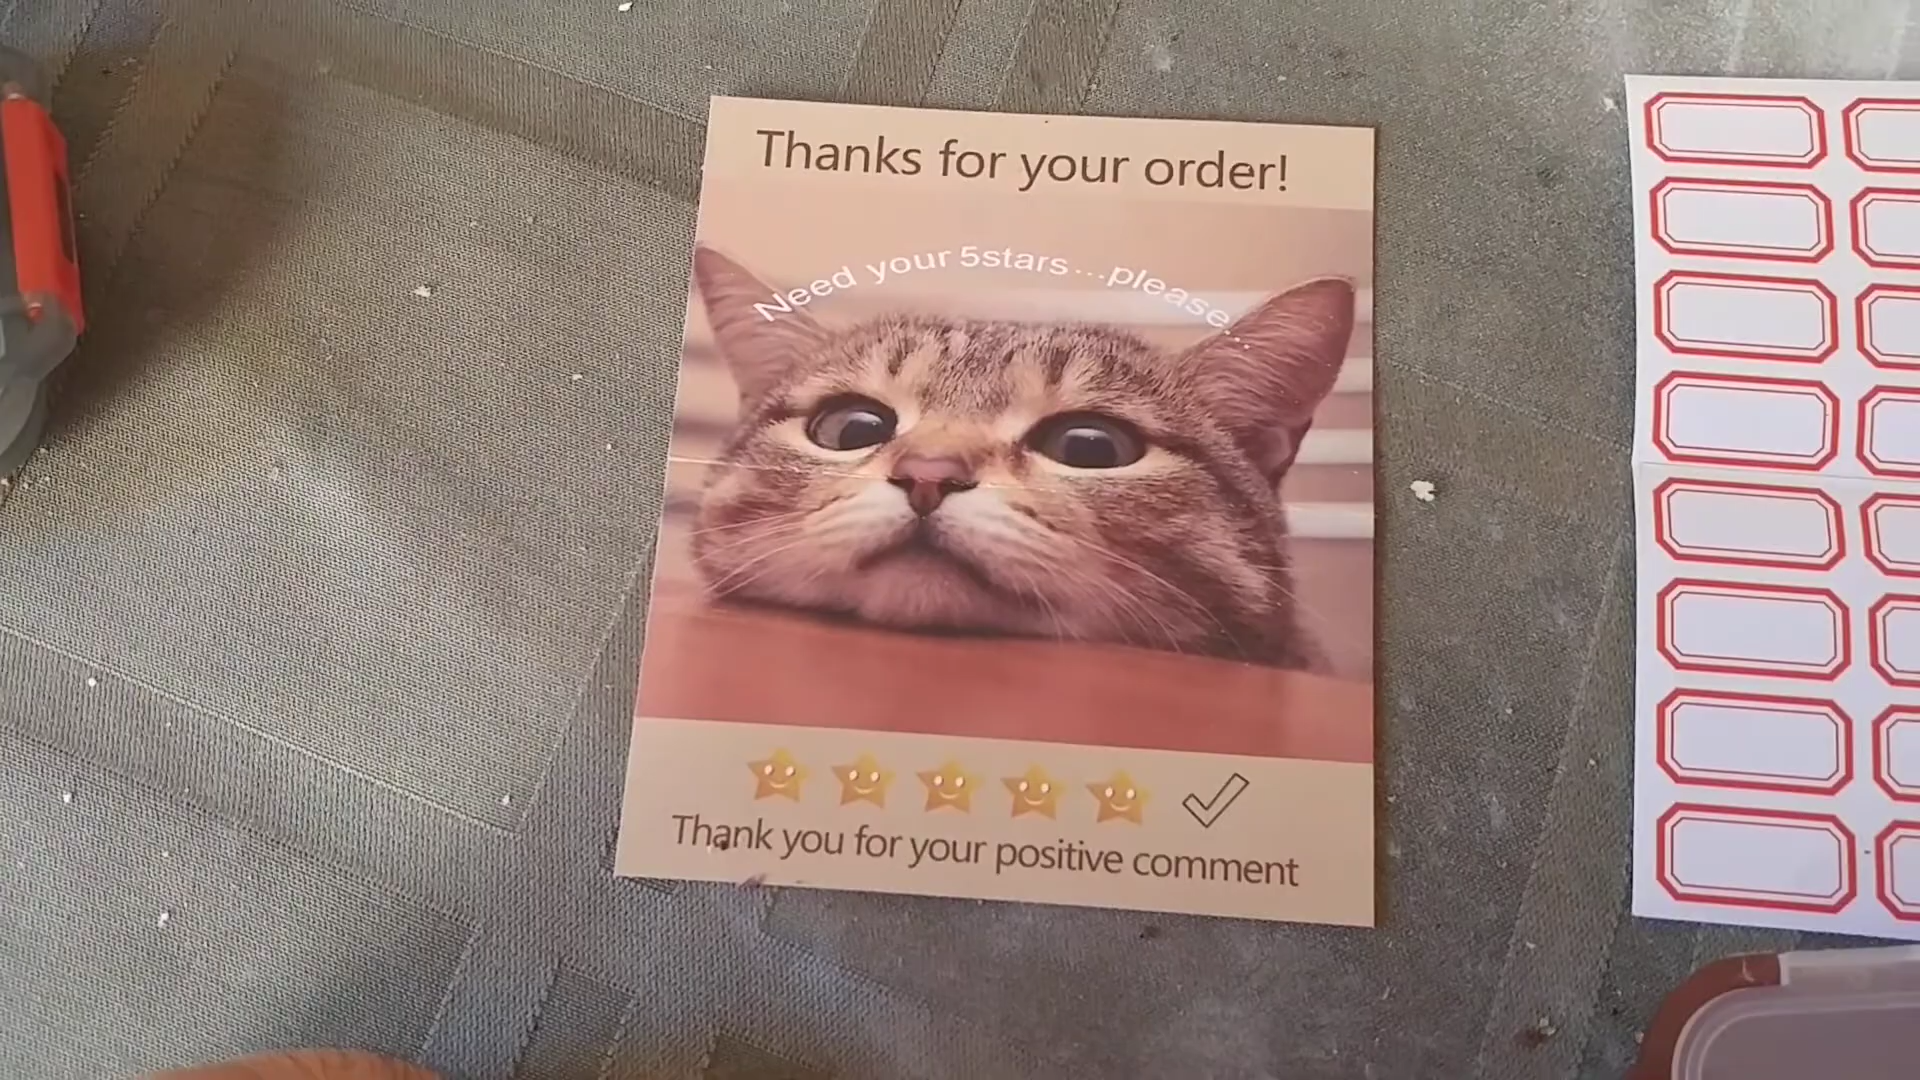 Thanks for your order!
Need your 5stars...please...
Thank you for your positive comment